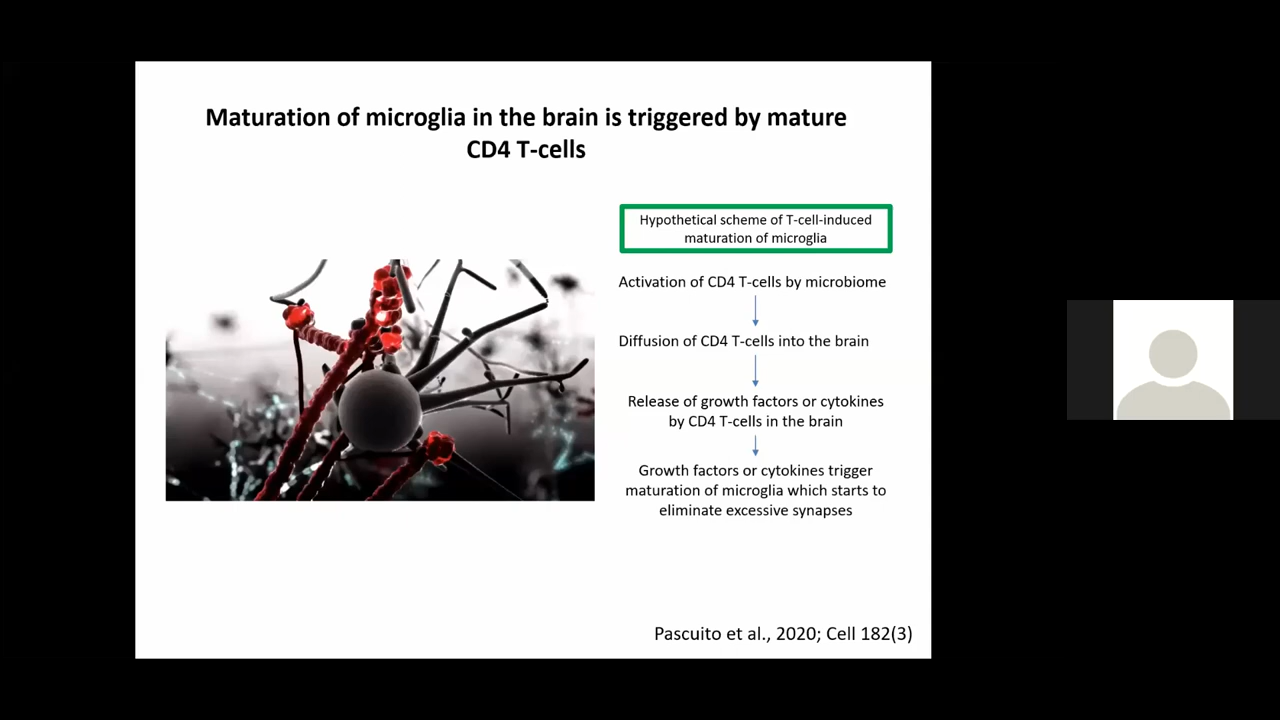 Maturation of microglia in the brain is triggered by mature
CD4 T-cells
Hypothetical scheme of T-cell-induced
maturation of microglia
Activation of CD4 T-cells by microbiome
Diffusion of CD4 T-cells into the brain
Release of growth factors or cytokines
by CD4 T-cells in the brain
Growth factors or cytokines trigger
maturation of microglia which starts to
eliminate excessive synapses
Pascuito et al., 2020; Cell 182(3)